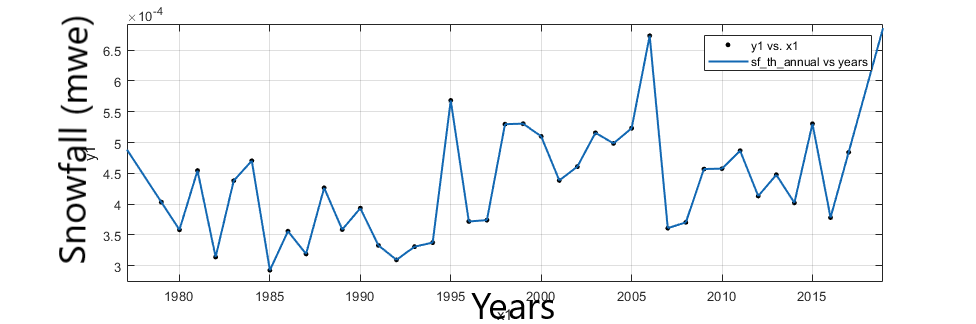 ×10-4
6.5
6
5.5
5
4.5
4
3.5
3
Snowfall (mwe)
y1
y1 vs. x1
sf_th_annual vs years
1980 1985 1990 1995 2000 2005 2010 2015
Years
x1